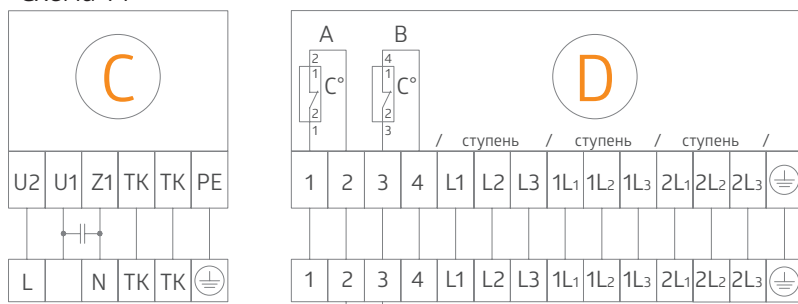 C
U2 U1 Z1 TK TK PE
L N TK TK
A B D
2 4
1 C° 1 C°
2 2
1 3
/ ступень / ступень / ступень /
1 2 3 4 L1 L2 L3 1L1 1L2 1L3 2L1 2L2 2L3
1 2 3 4 L1 L2 L3 1L1 1L2 1L3 2L1 2L2 2L3